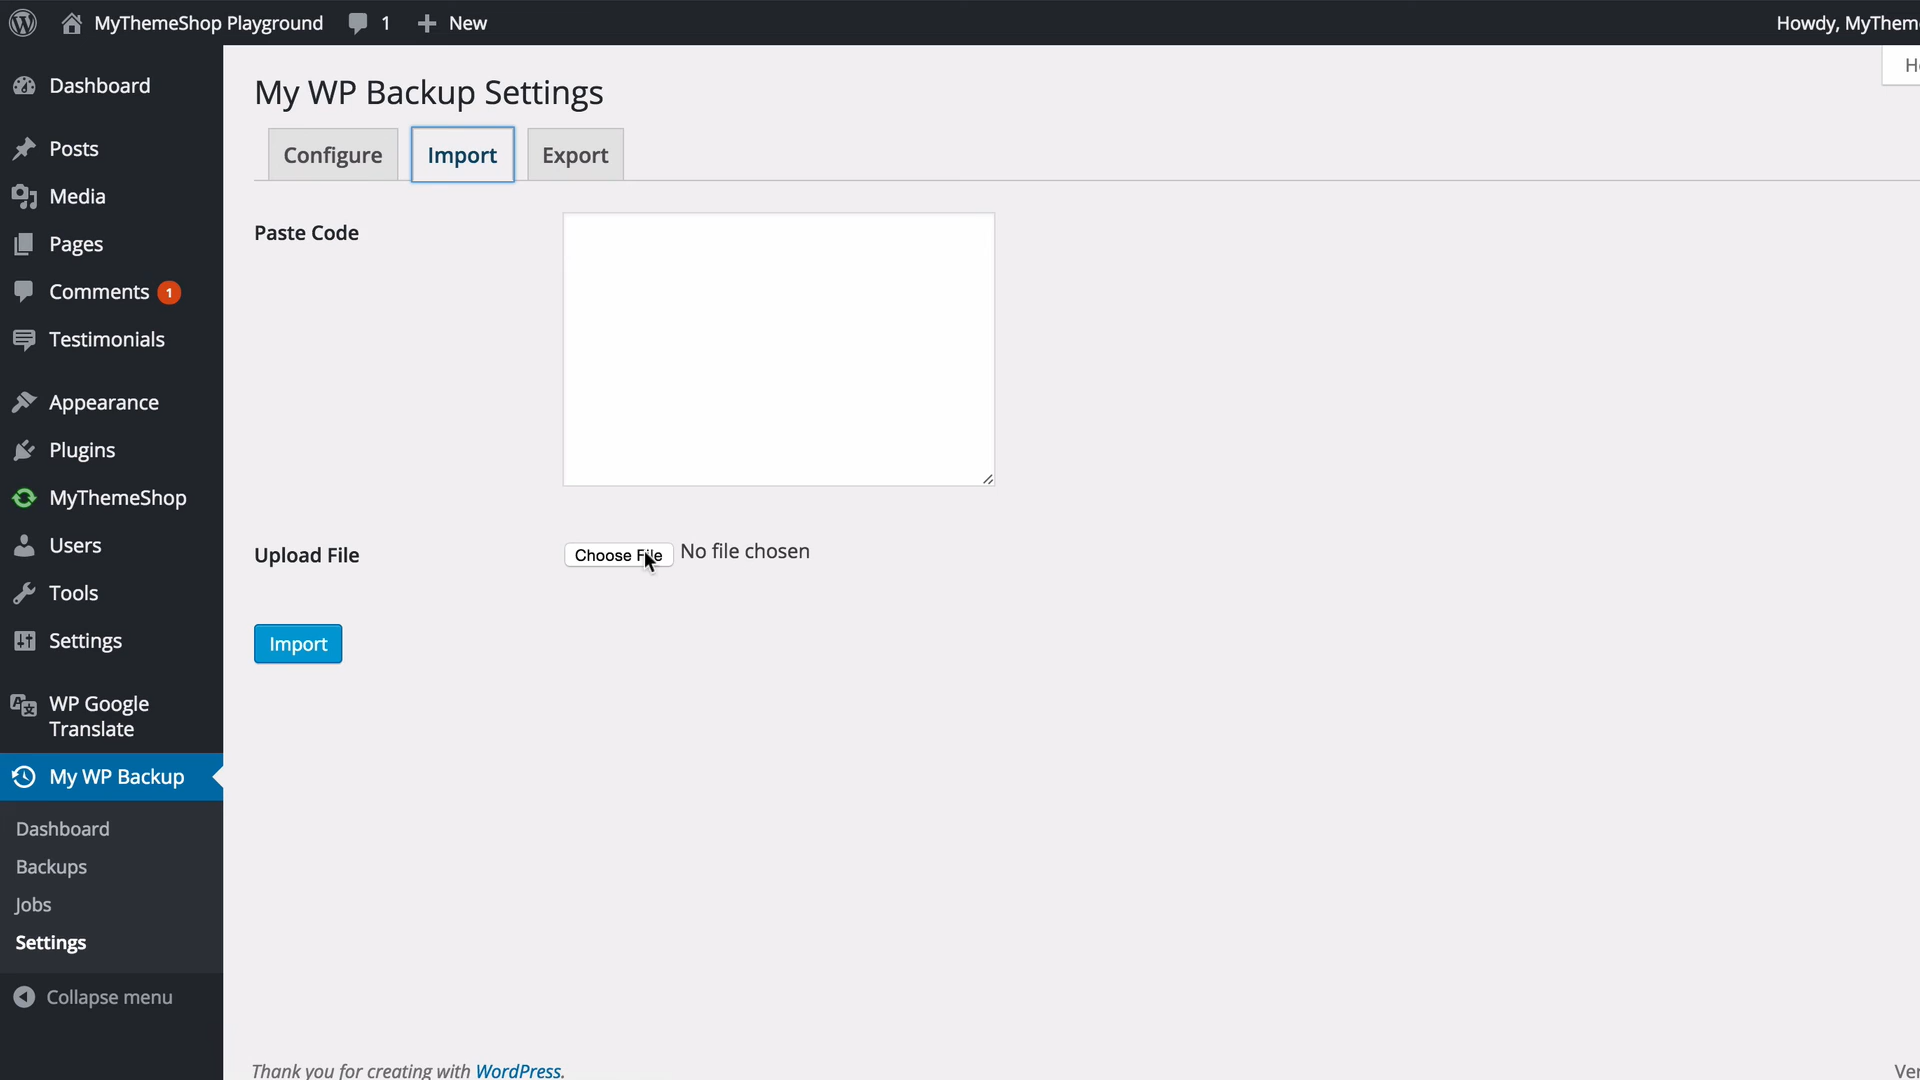 MyThemeShop Playground 1 New Howdy, MyThem
Dashboard
Posts
Media
Pages
Comments 1
Testimonials
Appearance
Plugins
MyThemeShop
Users
Tools
Settings
WP Google
Translate
My WP Backup
Dashboard
Backups
Jobs
Settings
Collapse menu
My WP Backup Settings
Configure Import Export
Paste Code
Upload File Choose File No file chosen
Import
Thank you for creating with WordPress.